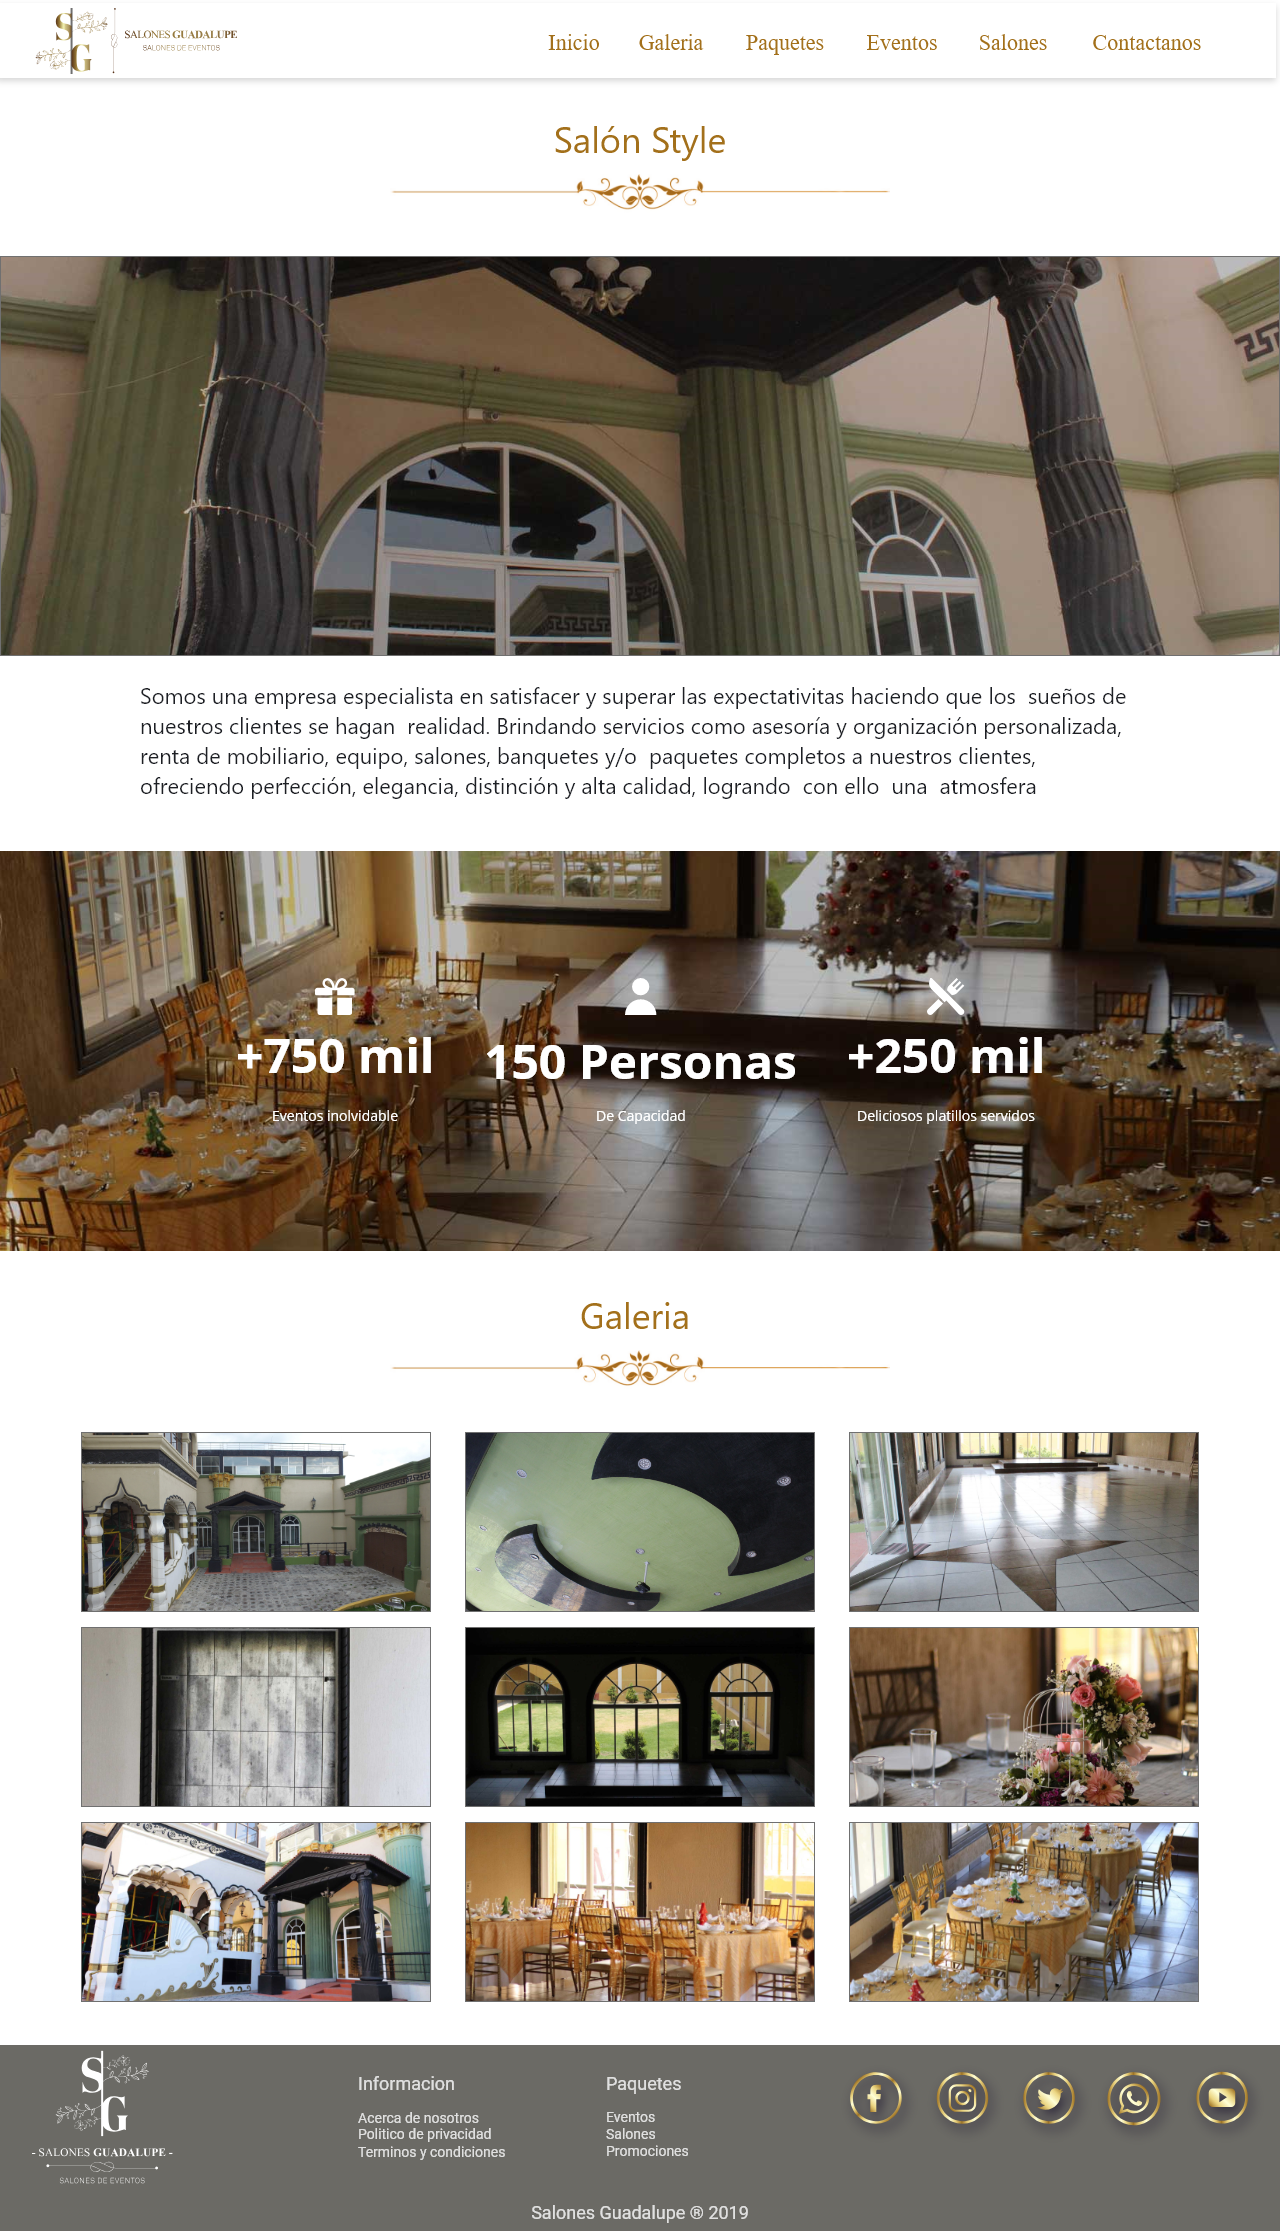 S
G
SALONES GUADALUPE
SALONES DE EVENTOS
Inicio Galeria Paquetes Eventos Salones Contactanos
Salón Style
Somos una empresa especialista en satisfacer y superar las expectativitas haciendo que los sueños de
nuestros clientes se hagan realidad. Brindando servicios como asesoría y organización personalizada,
renta de mobiliario, equipo, salones, banquetes y/o paquetes completos a nuestros clientes,
ofreciendo perfección, elegancia, distinción y alta calidad, logrando con ello una atmosfera
+750 mil
Eventos inolvidable
150 Personas
De Capacidad
+250 mil
Deliciosos platillos servidos
Galeria
S
G
- SALONES GUADALUPE -
SALONES DE EVENTOS
Informacion
Acerca de nosotros
Politico de privacidad
Terminos y condiciones
Paquetes
Eventos
Salones
Promociones
Salones Guadalupe ® 2019